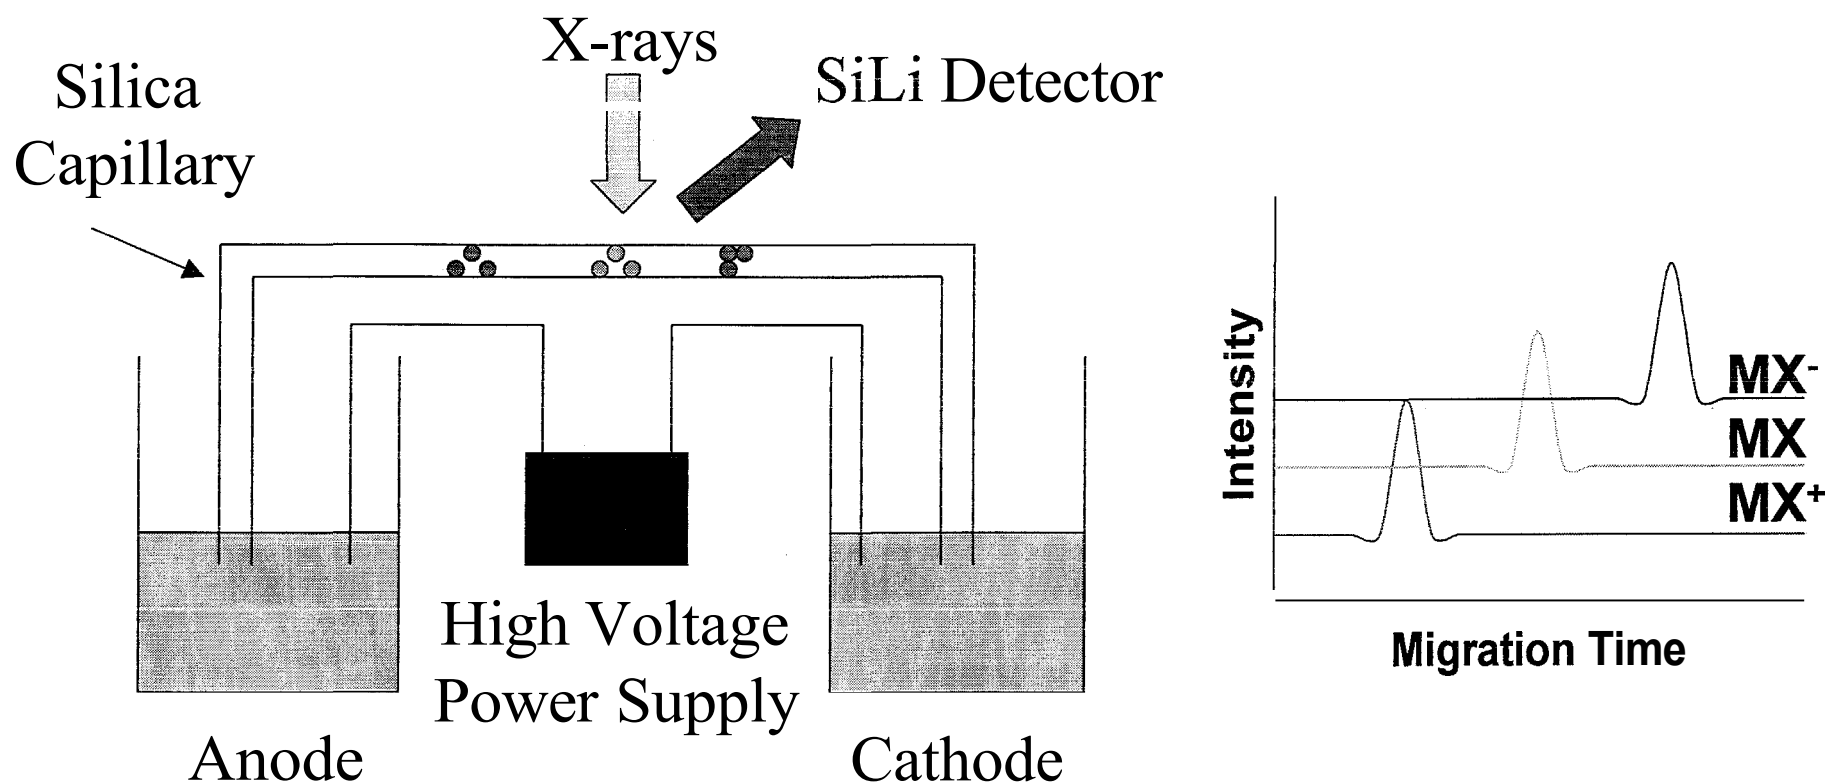 X-rays
SiLi Detector
Silica
Capillary
High Voltage
Power Supply
Anode
Cathode
Intensity
MX⁻
MX
MX⁺
Migration Time